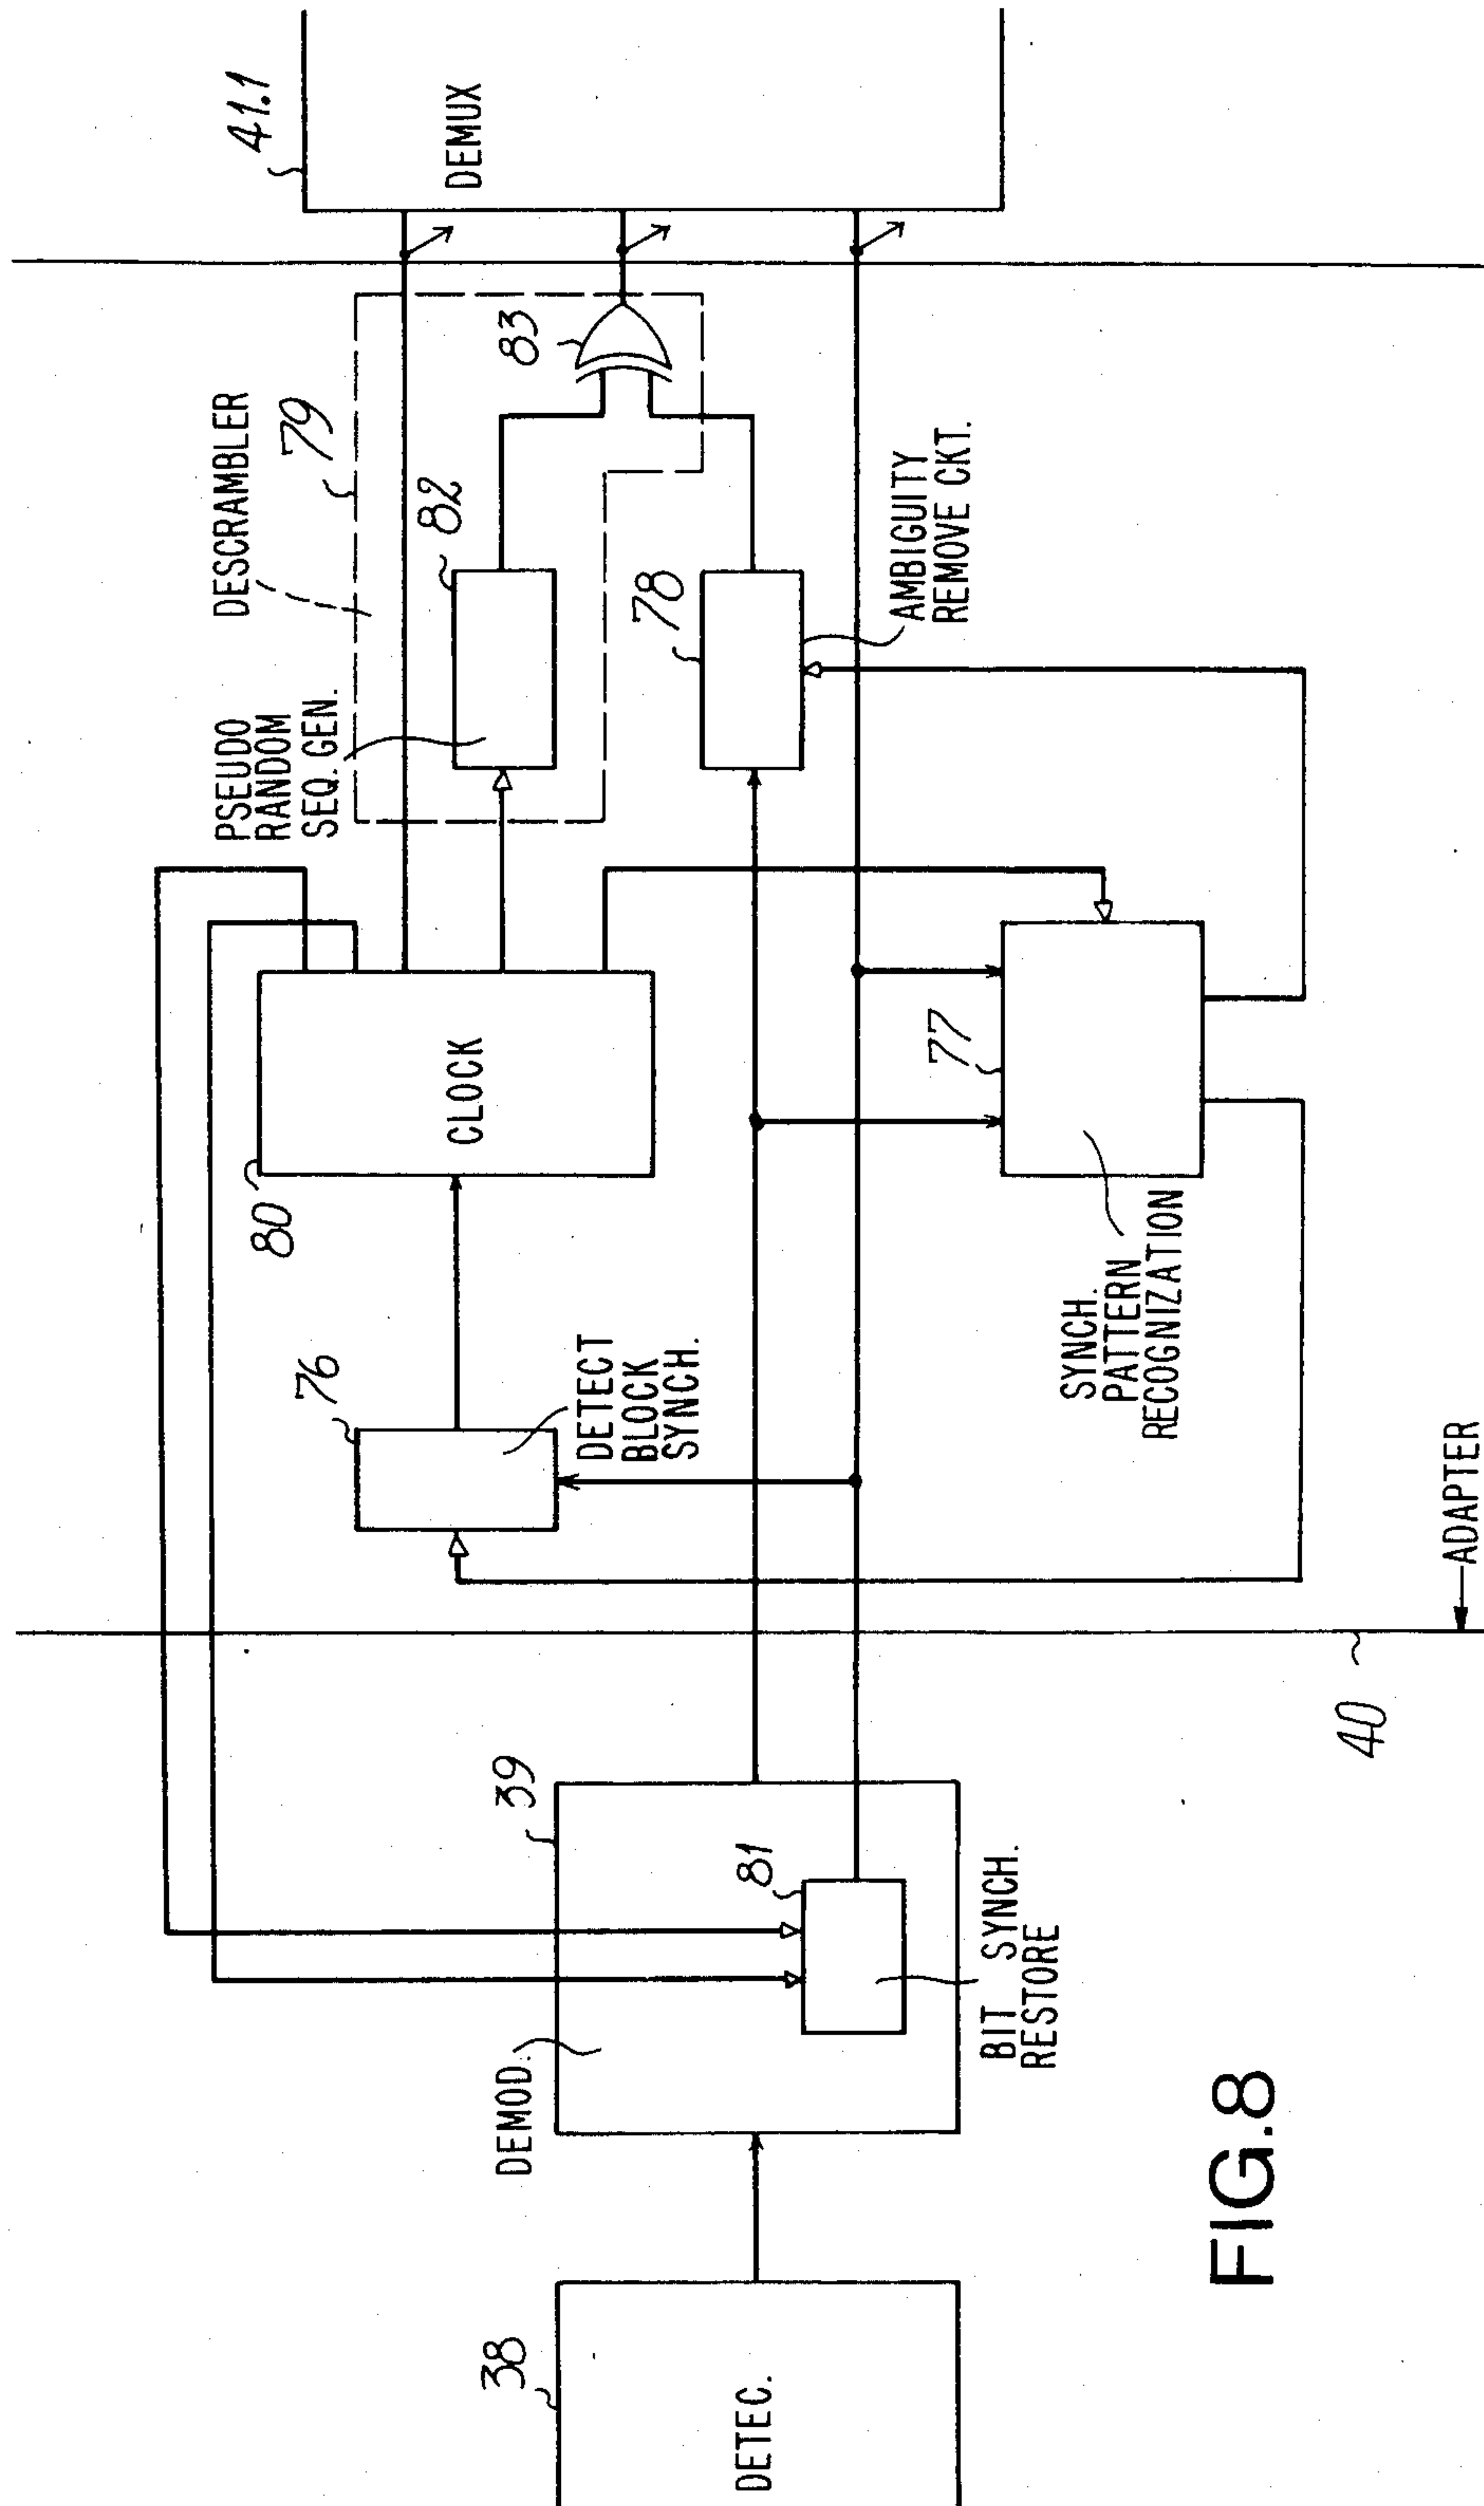 41.1
DEMUX
DESCRAMBLER
79
83
82
PSEUDO
RANDOM
SEQ. GEN.
78
AMBIGUITY
REMOVE CKT.
80
CLOCK
77
76
DETECT
BLOCK
SYNCH.
SYNCH.
PATTERN
RECOGNIZATION
ADAPTER
40
39
81
DEMOD.
BIT SYNCH.
RESTORE
38
DETEC.
FIG.8